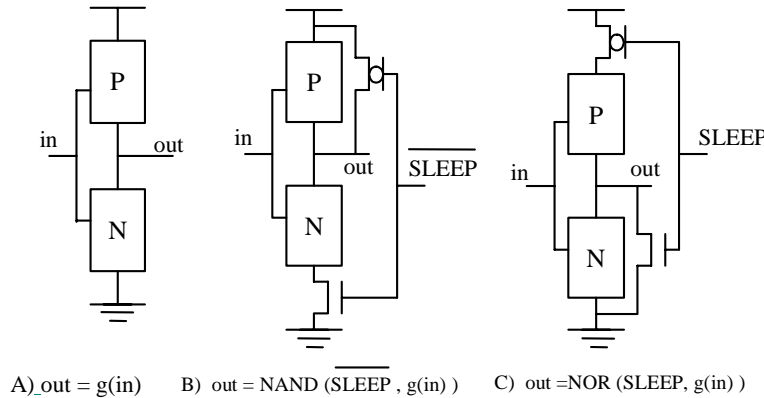 P
in
out
N
P
in
out
SLEEP
N
SLEEP
P
in
out
N
A) out = g(in)
B) out = NAND (SLEEP , g(in) )
C) out =NOR (SLEEP, g(in) )